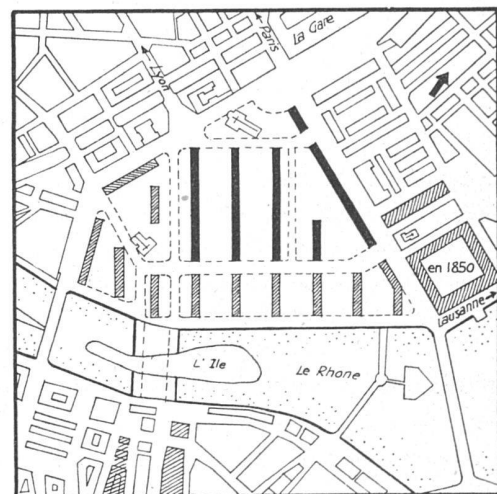 Paris
La Gare
Lyon
en 1850
Lausanne
L'Ile
Le Rhone